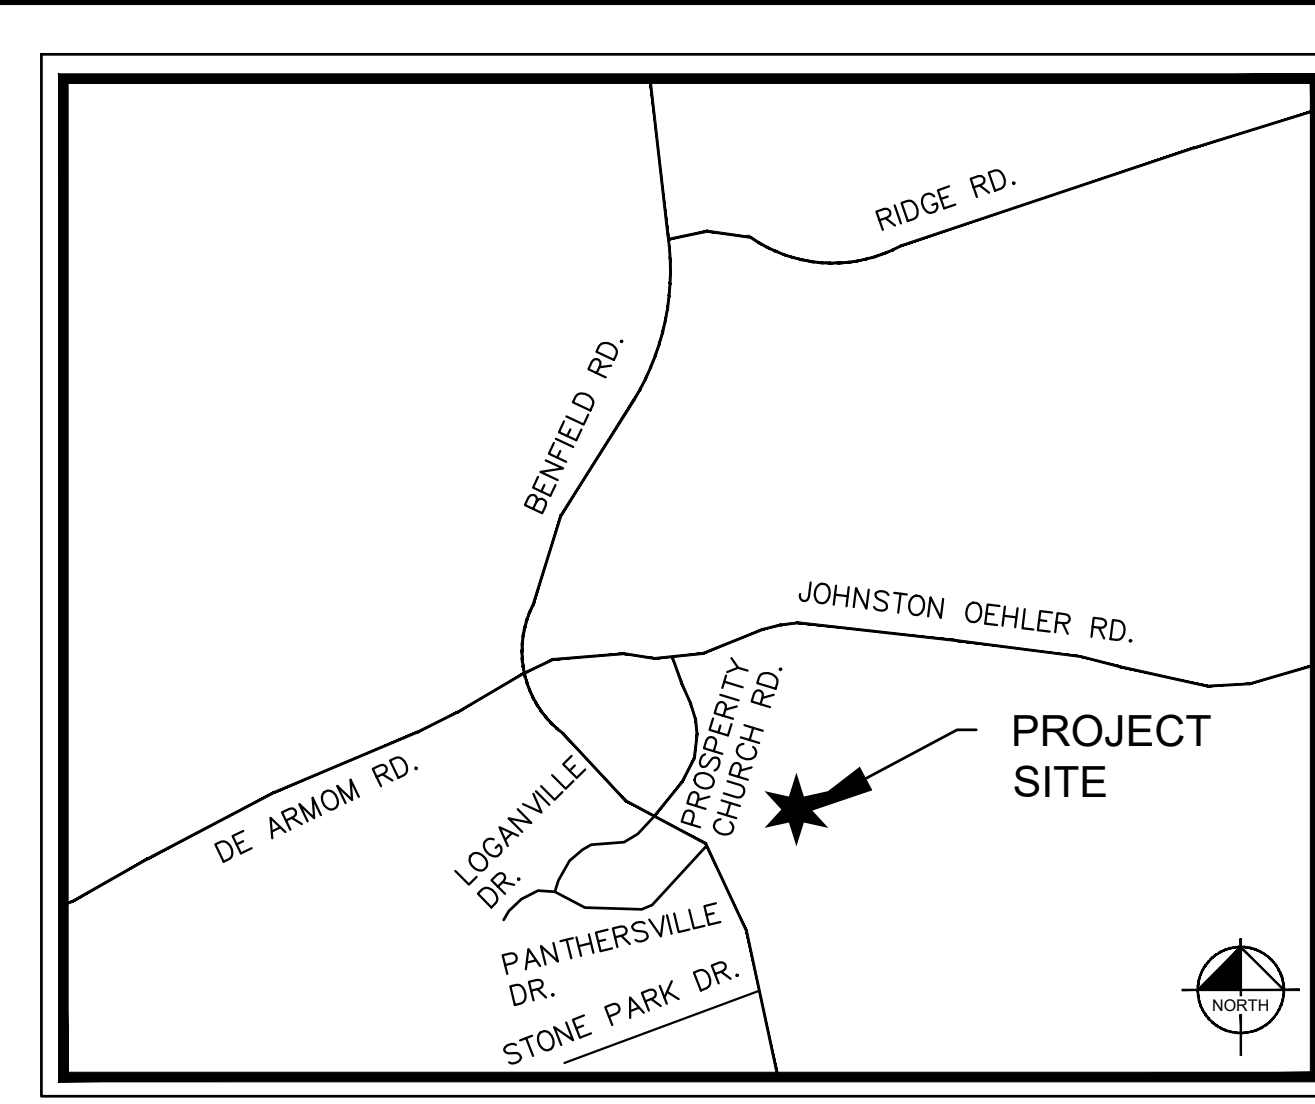 RIDGE RD.
BENFIELD RD.
JOHNSTON OEHLER RD.
PROSPERITY
CHURCH RD.
PROJECT
SITE
DE ARMOM RD.
LOGANVILLE
DR.
PANTHERSVILLE
DR.
STONE PARK DR.
NORTH